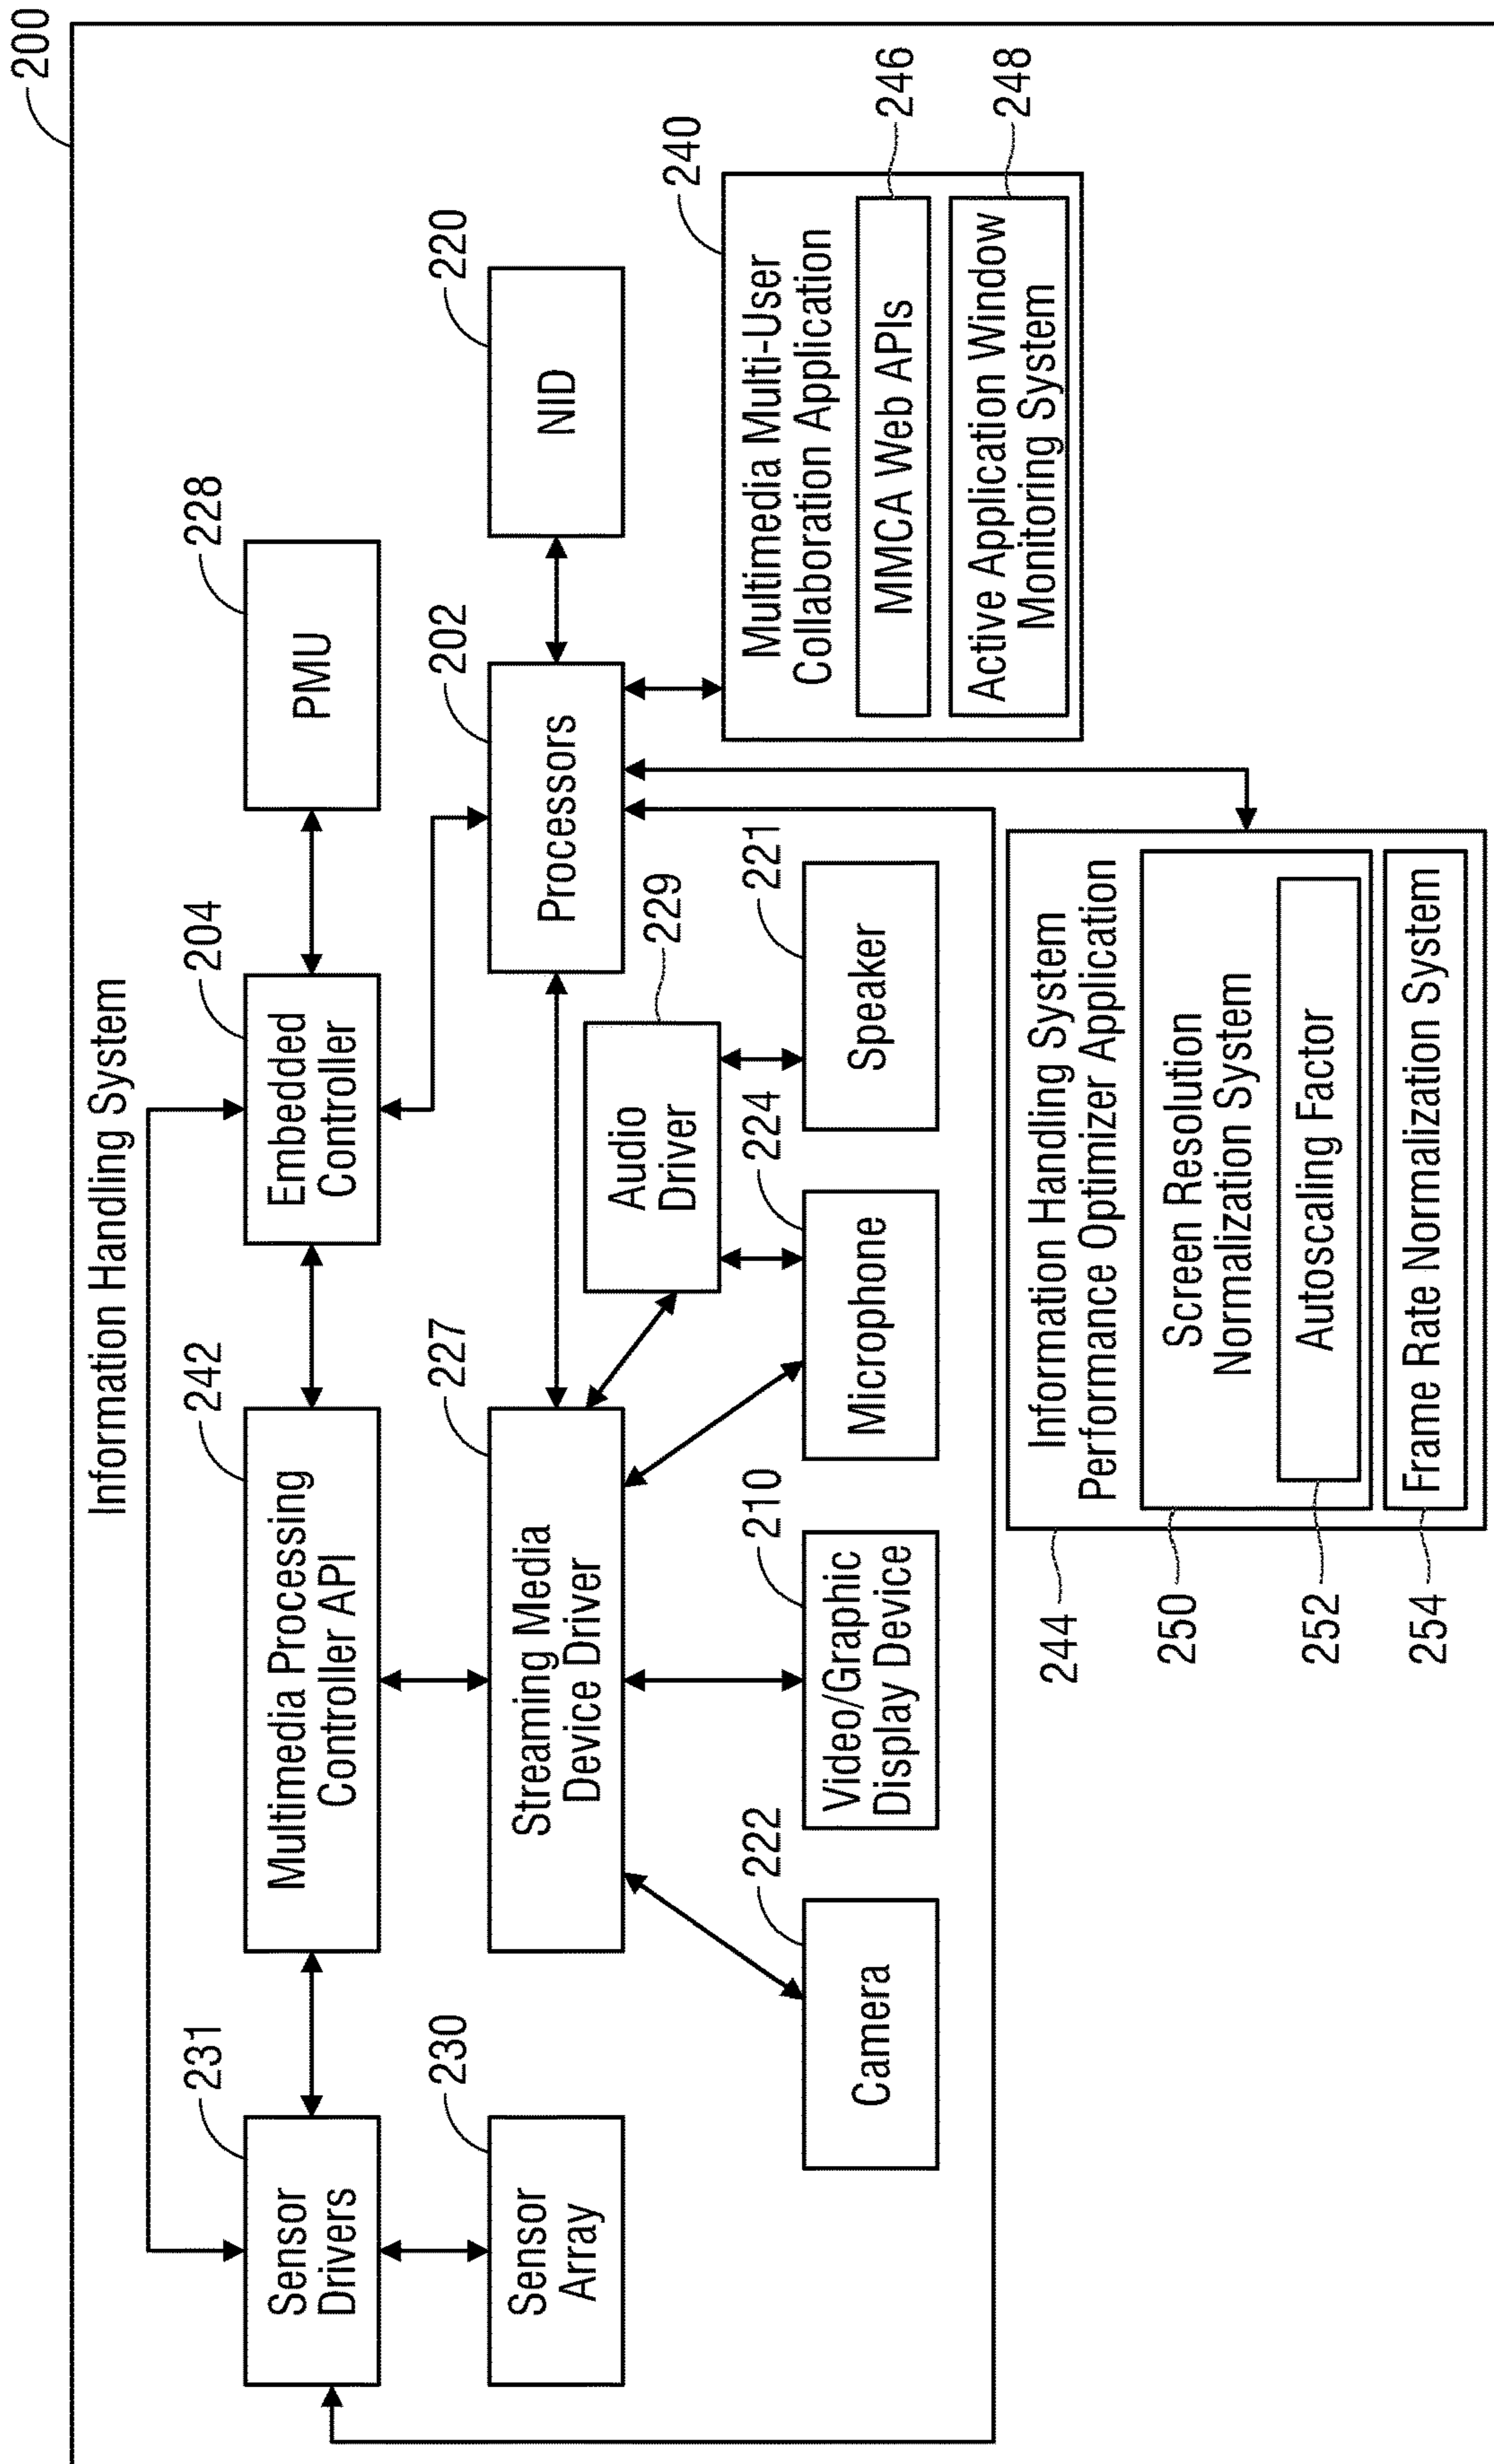 200
Information Handling System
231
Sensor
Drivers
242
Multimedia Processing
Controller API
204
Embedded
Controller
228
PMU
230
Sensor
Array
227
Streaming Media
Device Driver
202
Processors
220
NID
229
Audio
Driver
222
Camera
210
Video/Graphic
Display Device
224
Microphone
221
Speaker
240
Multimedia Multi-User
Collaboration Application
MMCA Web APIs
246
Active Application Window
Monitoring System
248
244
Information Handling System
Performance Optimizer Application
250
Screen Resolution
Normalization System
252
Autoscaling Factor
254
Frame Rate Normalization System